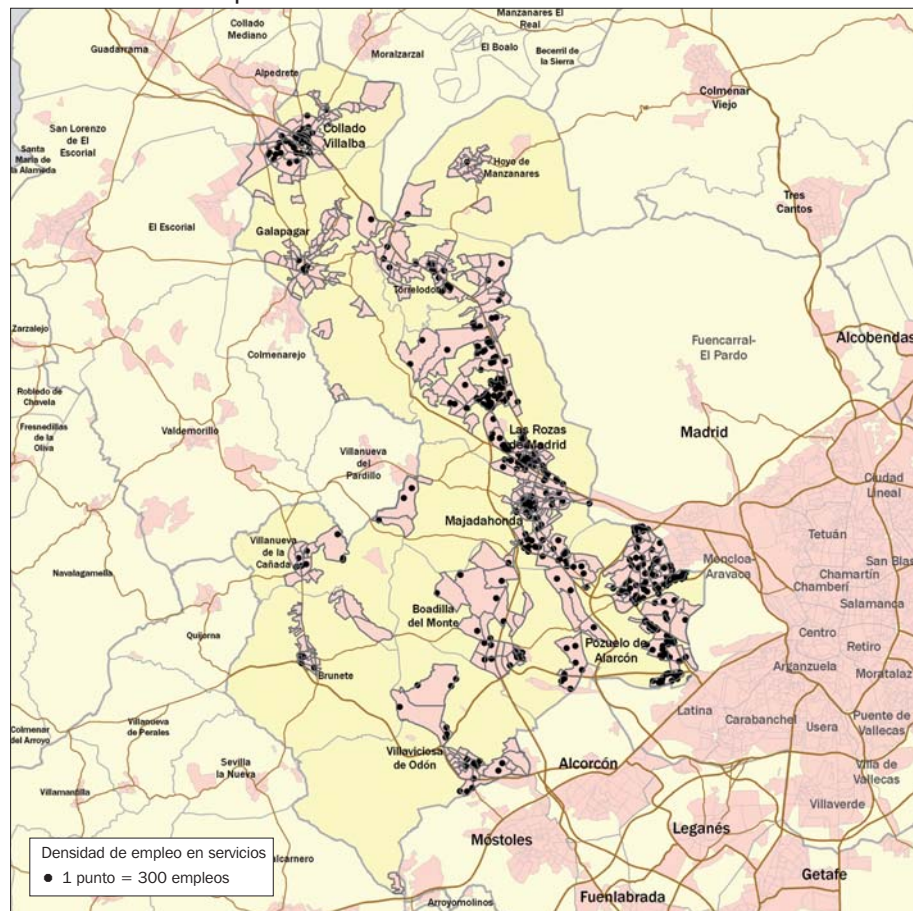 Manzanares El
Real
Collado
Mediano
Guadarrama
Moralzarzal
El Boalo
Becerril de
la Sierra
Alpedrete
Colmenar
Viejo
San Lorenzo
de El
Escorial
Santa
María de
la Alameda
Collado
Villalba
Hoyo de
Manzanares
Tres
Cantos
El Escorial
Galapagar
Torrelodon
Zarzalejo
Colmenarejo
Fuencarral-
El Pardo
Alcobendas
Robledo de
Chavela
Fresnedillas
de la
Oliva
Valdemorillo
Las Rozas
de Madrid
Madrid
Villanueva
del
Pardillo
Ciudad
Lineal
Majadahonda
Tetuán
Villanueva
de la
Cañada
Moncloa-
Aravaca
San Blas
Navalagamella
Chamartín
Chamberí
Salamanca
Boadilla
del Monte
Quijorna
Centro
Retiro
Pozuelo de
Alarcón
Arganzuela
Moratalaz
Brunete
Latina
Carabanchel
Usera
Puente de
Vallecas
Colmenar
del Arroyo
Villanueva
de Perales
Villaviciosa
de Odón
Alcorcón
Sevilla
la Nueva
Villa de
Vallecas
Villamantilla
Villaverde
Móstoles
Leganés
Densidad de empleo en servicios
1 punto = 300 empleos
alcarnero
Getafe
Arroyomolinos
Fuenlabrada